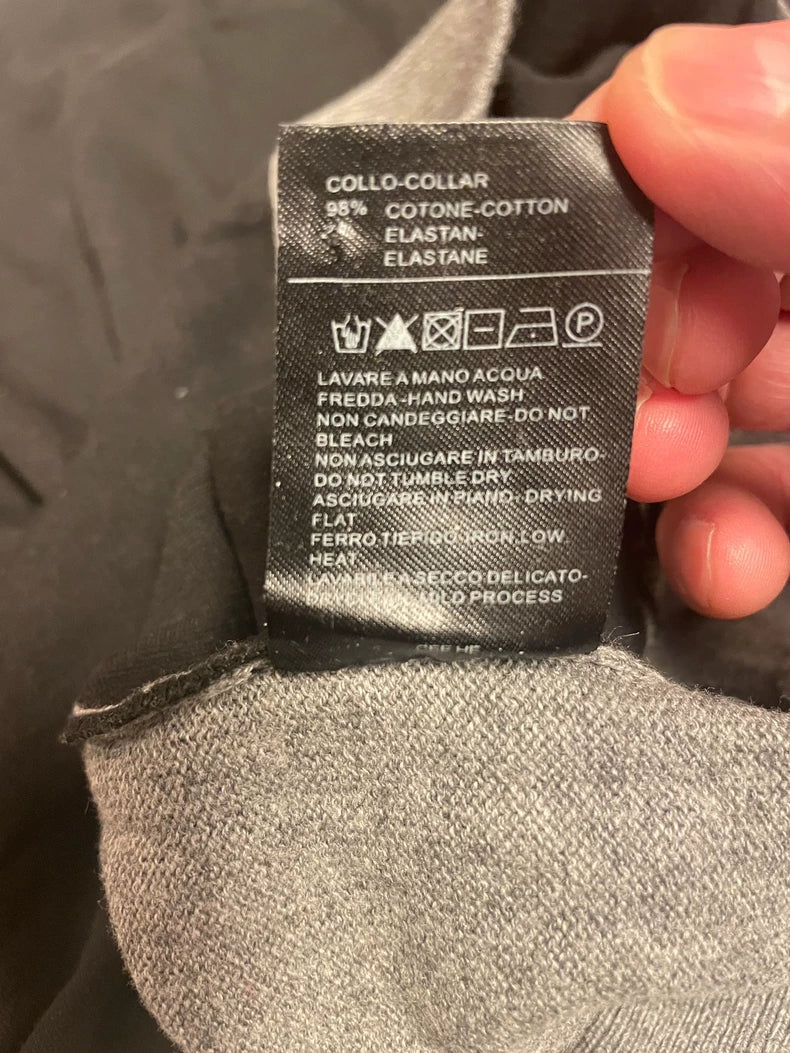 COLLO-COLLAR
98% COTONE-COTTON
ELASTAN-
ELASTANE
P
LAVARE A MANO ACQUA
FREDDA-HAND WASH
NON CANDEGGIARE-DO NOT
BLEACH
NON ASCIUGARE IN TAMBURO-
DO NOT TUMBLE DRY
ASCIUGARE IN PIANO- DRYING
FLAT
FERRO TIEPIDO IRON LOW
HEAT
LAVABILE A SECCO DELICATO-
MILD PROCESS